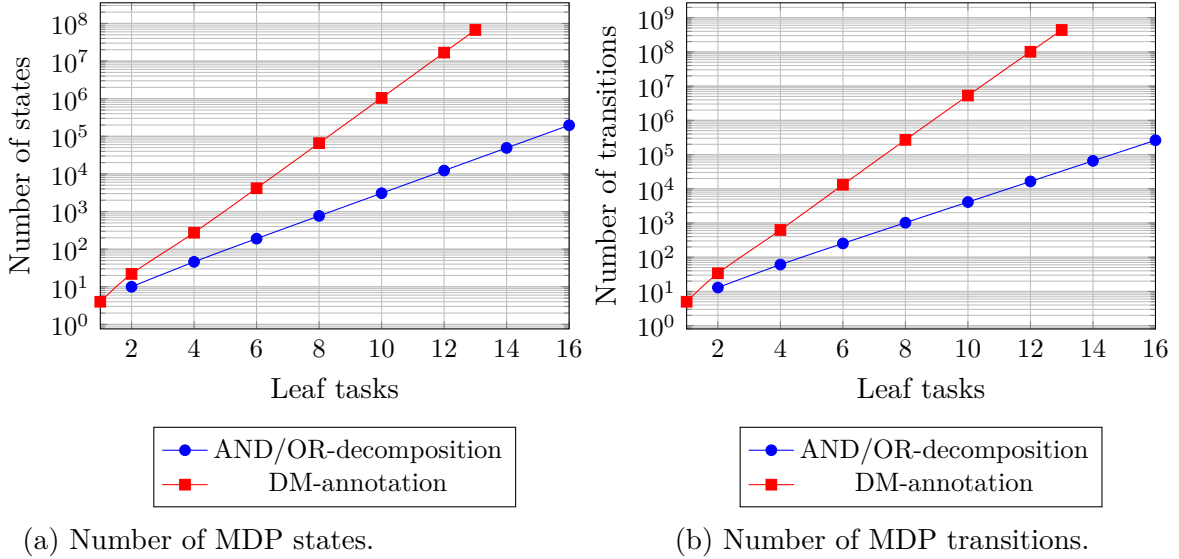 10^8
10^7
10^6
10^5
10^4
10^3
10^2
10^1
10^0
Number of states
2 4 6 8 10 12 14 16
Leaf tasks
AND/OR-decomposition
DM-annotation
(a) Number of MDP states.
10^9
10^8
10^7
10^6
10^5
10^4
10^3
10^2
10^1
10^0
Number of transitions
2 4 6 8 10 12 14 16
Leaf tasks
AND/OR-decomposition
DM-annotation
(b) Number of MDP transitions.